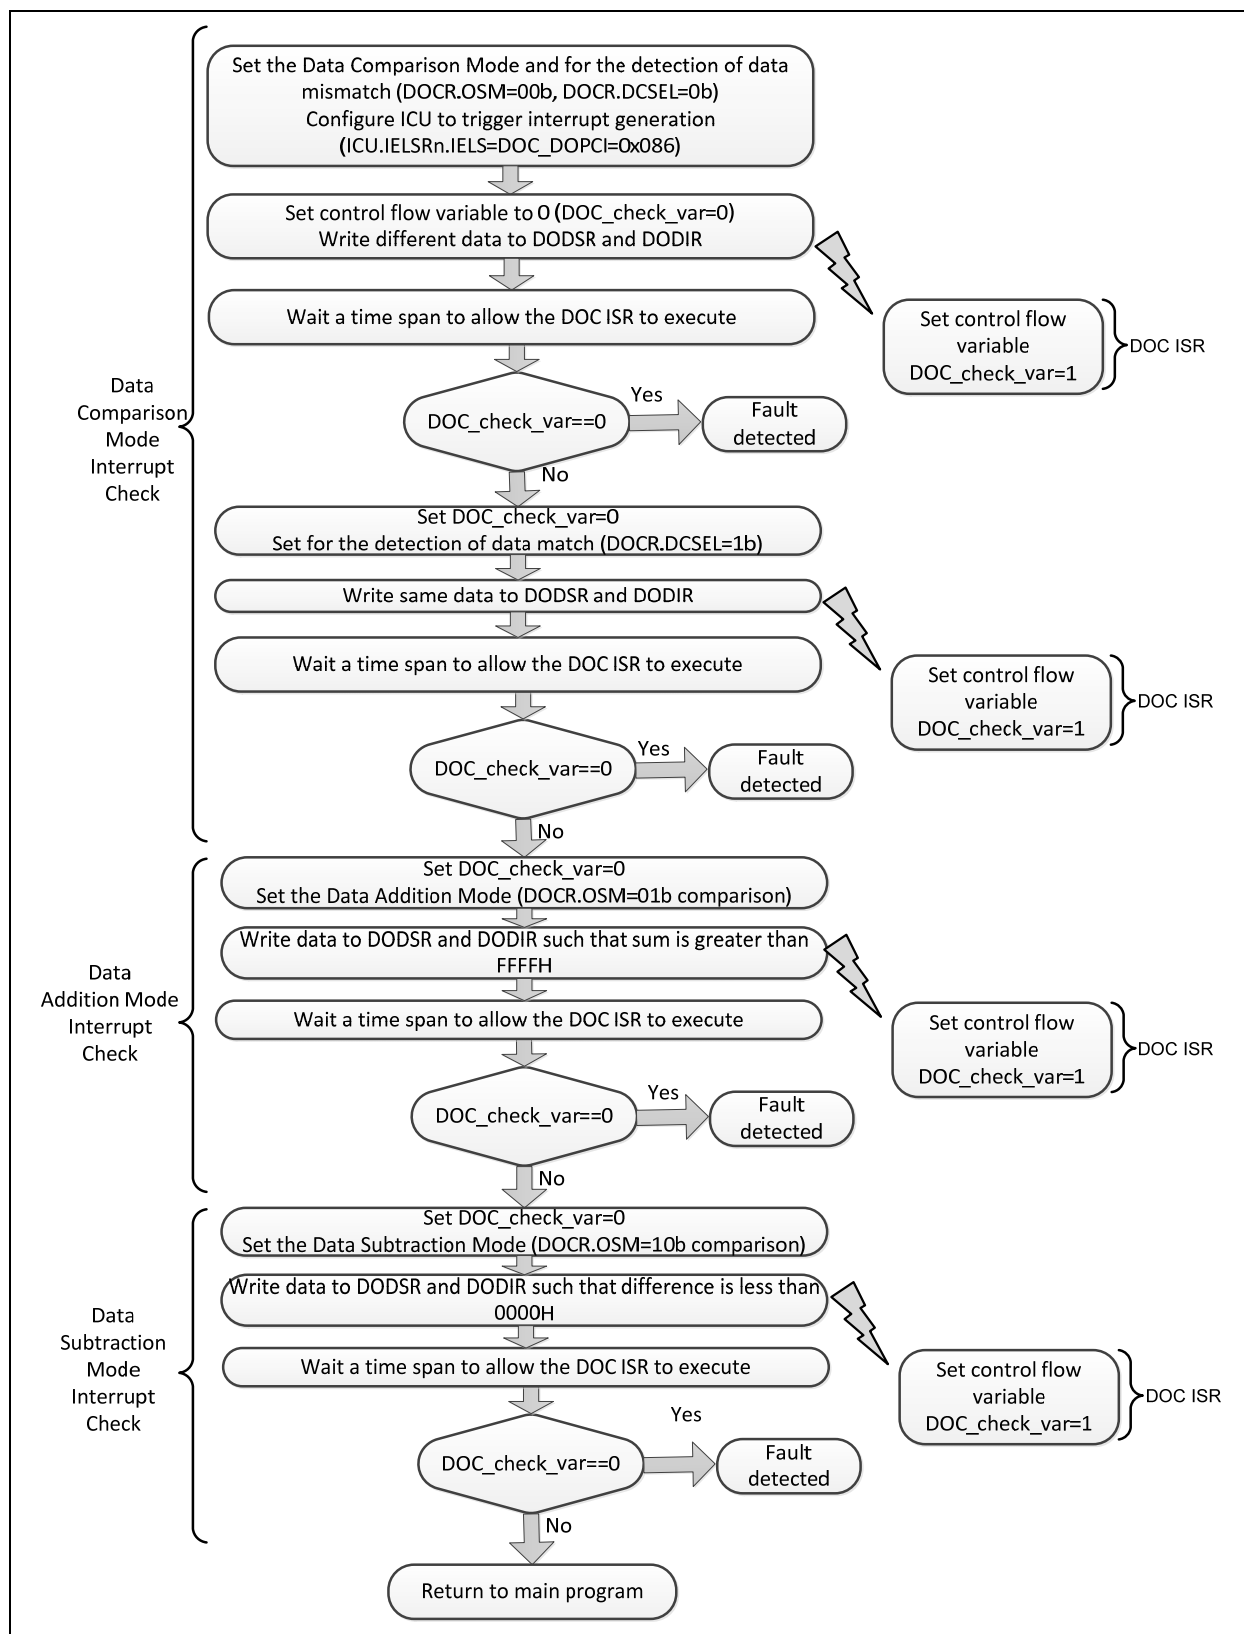 Set the Data Comparison Mode and for the detection of data
mismatch (DOCR.OSM=00b, DOCR.DCSEL=0b)
Configure ICU to trigger interrupt generation
(ICU.IELSRn.IELS=DOC_DOPCI=0x086)
Set control flow variable to 0 (DOC_check_var=0)
Write different data to DODSR and DODIR
Wait a time span to allow the DOC ISR to execute
Set control flow
variable
DOC_check_var=1
DOC ISR
Data
Comparison
Mode
Interrupt
Check
DOC_check_var==0
Yes
Fault
detected
No
Set DOC_check_var=0
Set for the detection of data match (DOCR.DCSEL=1b)
Write same data to DODSR and DODIR
Wait a time span to allow the DOC ISR to execute
Set control flow
variable
DOC_check_var=1
DOC ISR
DOC_check_var==0
Yes
Fault
detected
No
Set DOC_check_var=0
Set the Data Addition Mode (DOCR.OSM=01b comparison)
Write data to DODSR and DODIR such that sum is greater than
FFFFH
Data
Addition Mode
Interrupt
Check
Wait a time span to allow the DOC ISR to execute
Set control flow
variable
DOC_check_var=1
DOC ISR
DOC_check_var==0
Yes
Fault
detected
No
Set DOC_check_var=0
Set the Data Subtraction Mode (DOCR.OSM=10b comparison)
Write data to DODSR and DODIR such that difference is less than
0000H
Data
Subtraction
Mode
Interrupt
Check
Wait a time span to allow the DOC ISR to execute
Set control flow
variable
DOC_check_var=1
DOC ISR
DOC_check_var==0
Yes
Fault
detected
No
Return to main program